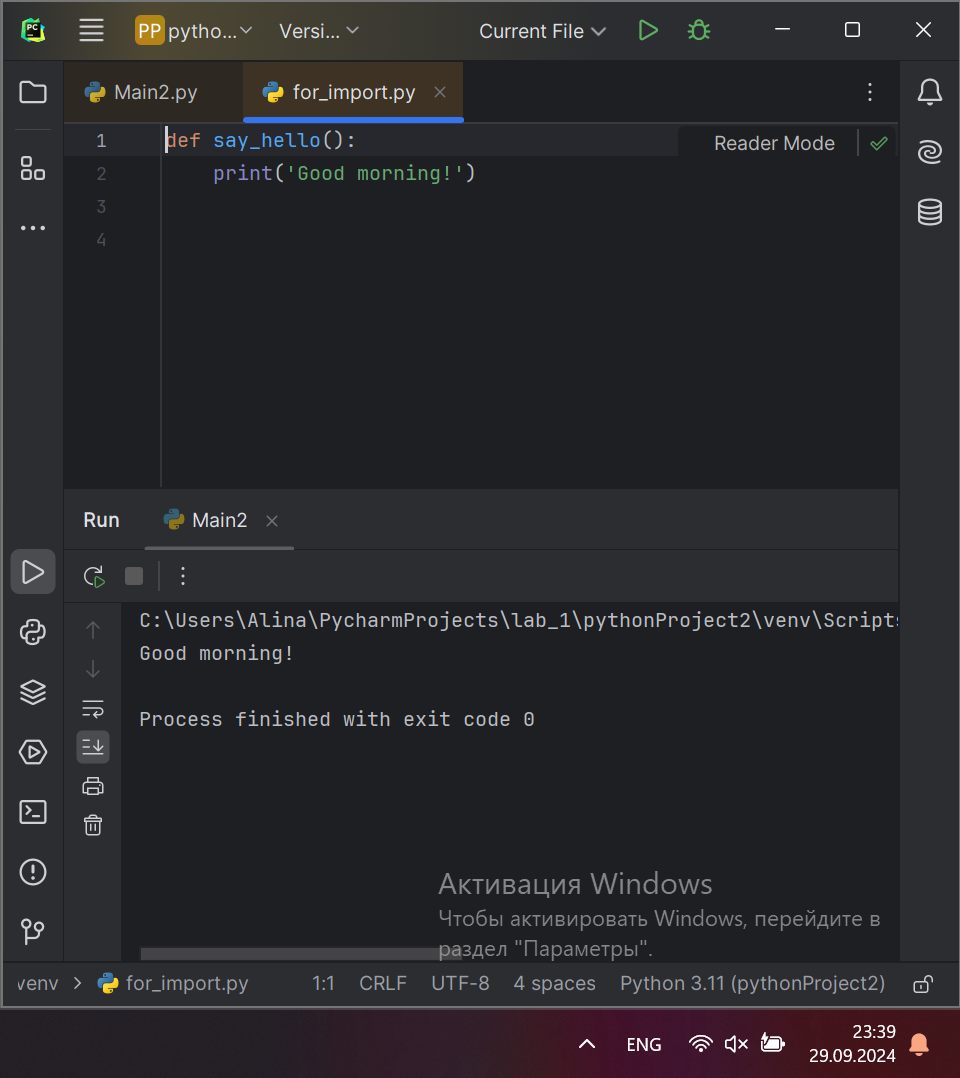 PC
PP pytho... Versi... Current File
Main2.py for_import.py
1 def say_hello(): Reader Mode
2 print('Good morning!')
3
4
Run Main2
C:\Users\Alina\PycharmProjects\lab_1\pythonProject2\venv\Scripts
Good morning!
Process finished with exit code 0
Активация Windows
Чтобы активировать Windows, перейдите в
раздел "Параметры".
venv > for_import.py 1:1 CRLF UTF-8 4 spaces Python 3.11 (pythonProject2)
ENG 23:39
29.09.2024